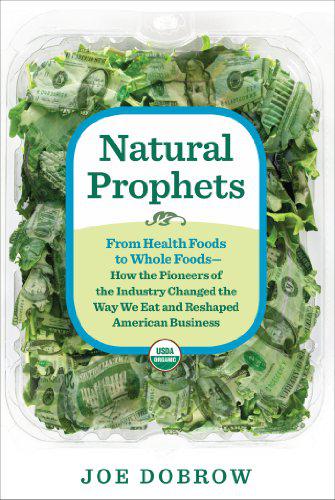 Natural
Prophets
From Health Foods
to Whole Foods—
How the Pioneers of
the Industry Changed the
Way We Eat and Reshaped
American Business
USDA
ORGANIC
JOE DOBROW